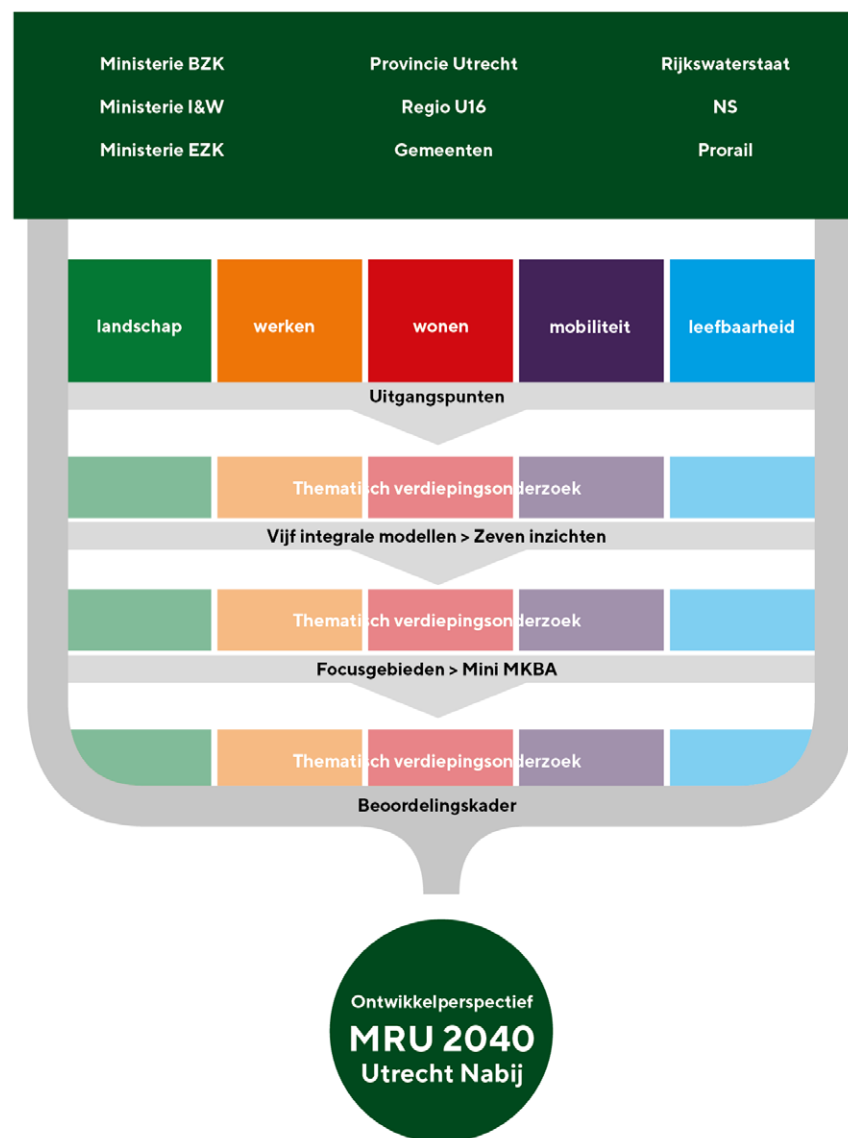 Ministerie BZK
Provincie Utrecht
Rijkswaterstaat
Ministerie I&W
Regio U16
NS
Ministerie EZK
Gemeenten
Prorail
landschap
werken
wonen
mobiliteit
leefbaarheid
Uitgangspunten
Thematisch verdiepingsonderzoek
Vijf integrale modellen > Zeven inzichten
Thematisch verdiepingsonderzoek
Focusgebieden > Mini MKBA
Thematisch verdiepingsonderzoek
Beoordelingskader
Ontwikkelperspectief
MRU 2040
Utrecht Nabij